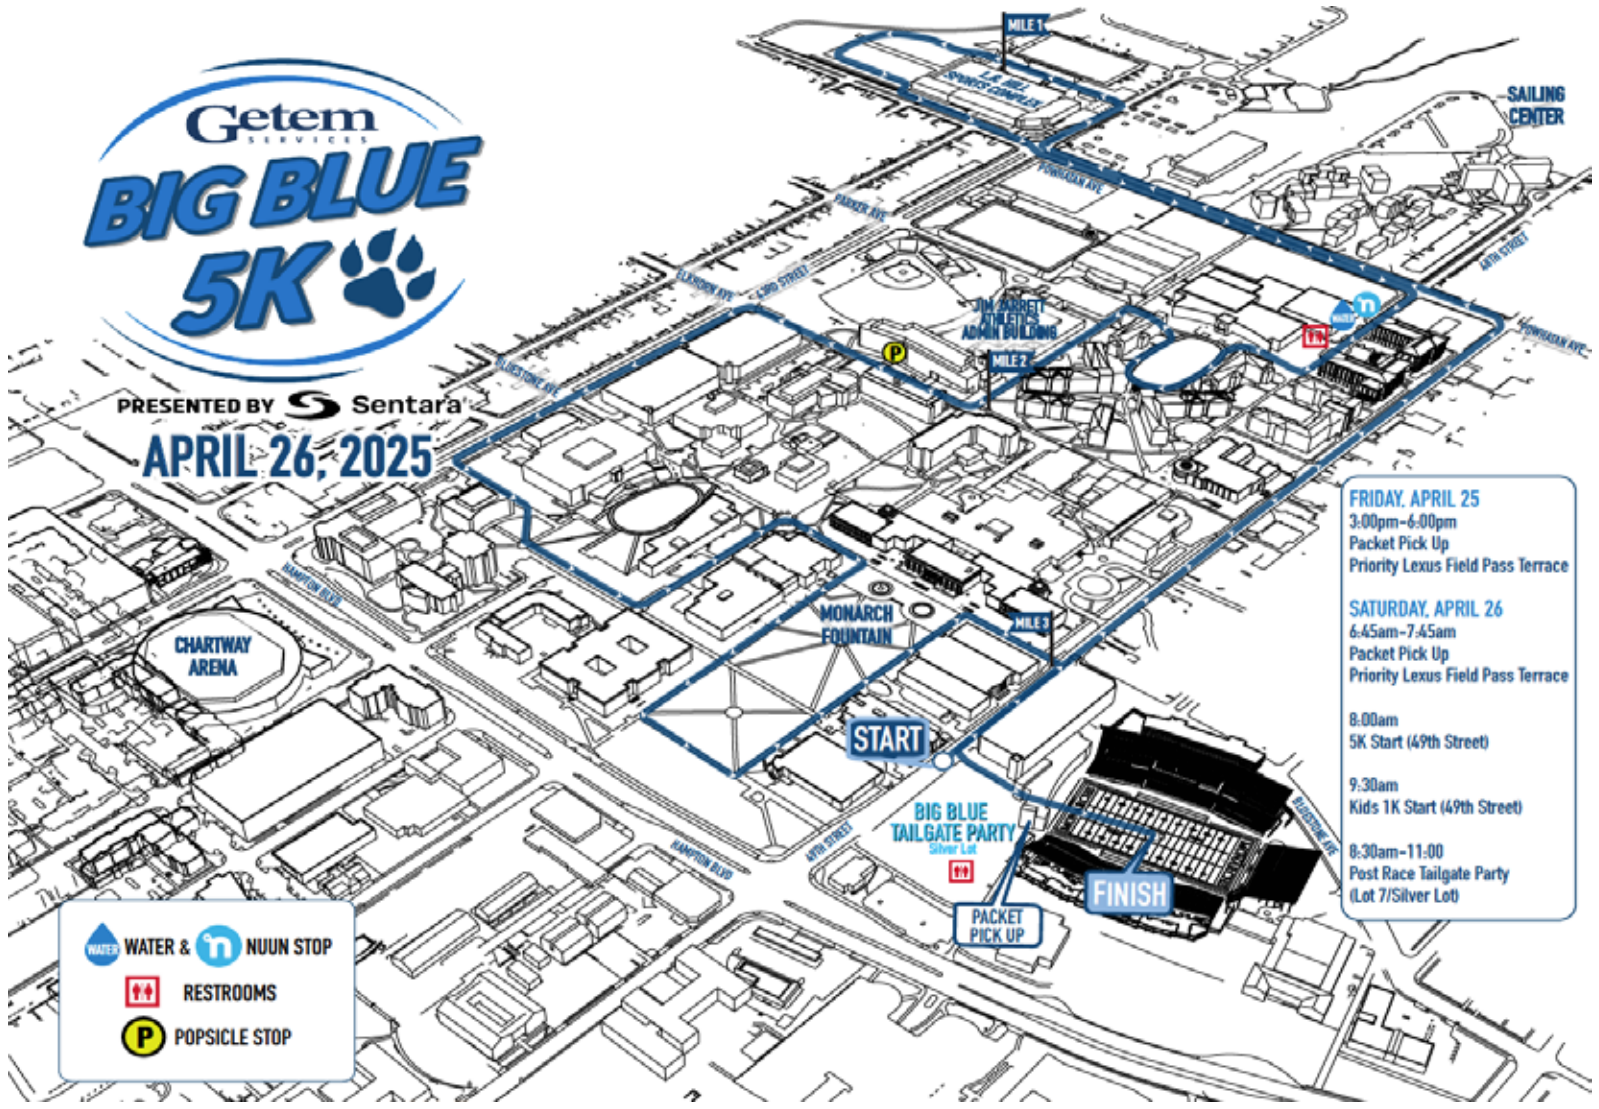 Getem
SERVICES
BIG BLUE
5K
PRESENTED BY Sentara
APRIL 26, 2025
MILE 1
L.R. HILL
SPORTS COMPLEX
SAILING
CENTER
POWHATAN AVE
PARKER AVE
48TH STREET
ELKHORN AVE
43RD STREET
JIM JARRETT
ATHLETICS
ADMIN BUILDING
WATER
n
POWHATAN AVE
P
MILE 2
BLUESTONE AVE
HAMPTON BLVD
CHARTWAY
ARENA
MONARCH
FOUNTAIN
MILE 3
START
BIG BLUE
TAILGATE PARTY
Silver Lot
49TH STREET
HAMPTON BLVD
BLUESTONE AVE
FINISH
PACKET
PICK UP
FRIDAY, APRIL 25
3:00pm-6:00pm
Packet Pick Up
Priority Lexus Field Pass Terrace
SATURDAY, APRIL 26
6:45am-7:45am
Packet Pick Up
Priority Lexus Field Pass Terrace
8:00am
5K Start (49th Street)
9:30am
Kids 1K Start (49th Street)
8:30am-11:00
Post Race Tailgate Party
(Lot 7/Silver Lot)
WATER WATER & n NUUN STOP
RESTROOMS
P POPSICLE STOP